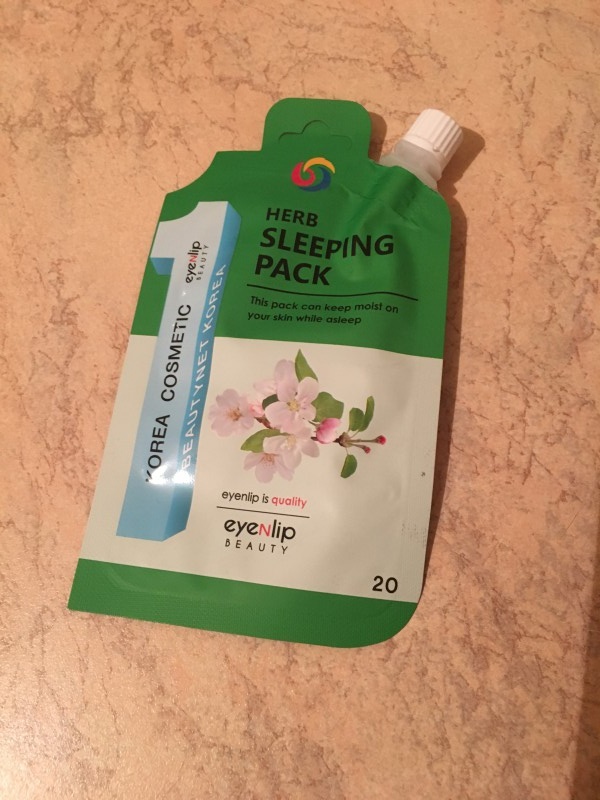 HERB
SLEEPING
PACK
This pack can keep moist on
your skin while asleep
1
KOREA COSMETIC · eyeNlip
BEAUTY
BEAUTYNET KOREA
eyenlip is quality
eyeNlip
BEAUTY
20